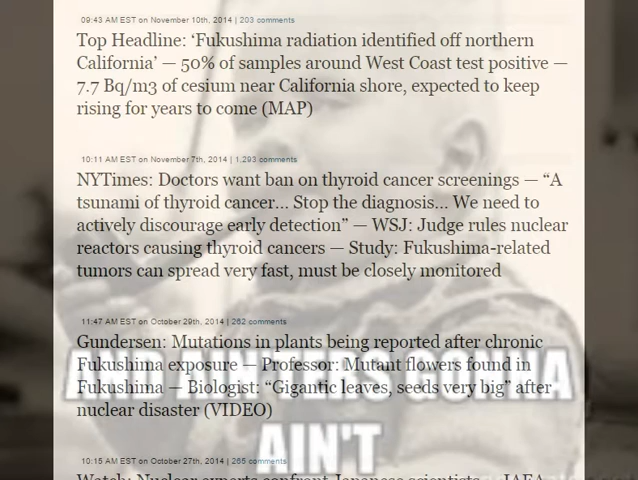 09:43 AM EST on November 10th, 2014 | 203 comments
Top Headline: ‘Fukushima radiation identified off northern
California’ — 50% of samples around West Coast test positive —
7.7 Bq/m3 of cesium near California shore, expected to keep
rising for years to come (MAP)
10:11 AM EST on November 7th, 2014 | 1,293 comments
NYTimes: Doctors want ban on thyroid cancer screenings — “A
tsunami of thyroid cancer... Stop the diagnosis... We need to
actively discourage early detection” — WSJ: Judge rules nuclear
reactors causing thyroid cancers — Study: Fukushima-related
tumors can spread very fast, must be closely monitored
11:47 AM EST on October 29th, 2014 | 262 comments
Gundersen: Mutations in plants being reported after chronic
Fukushima exposure — Professor: Mutant flowers found in
Fukushima — Biologist: “Gigantic leaves, seeds very big” after
nuclear disaster (VIDEO)
AIN'T
10:15 AM EST on October 27th, 2014 | 265 comments
Watch: Nuclear experts confront Japanese scientists — JAEA